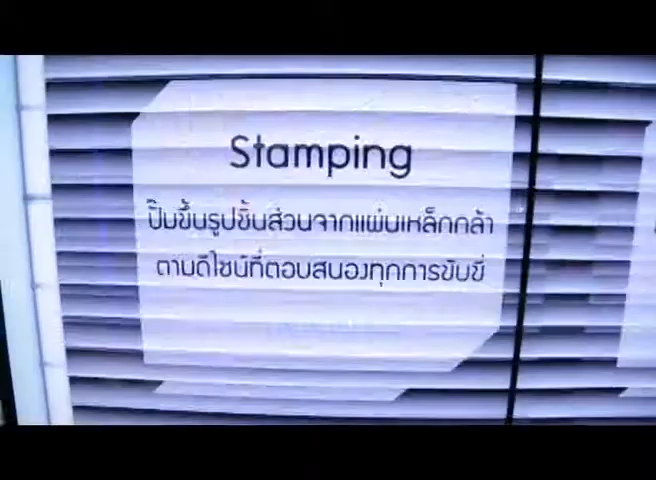 Stamping
ปั๊มขึ้นรูปชิ้นส่วนจากแผ่นเหล็กกล้า
ตามดีไซน์ที่ตอบสนองทุกการขับขี่